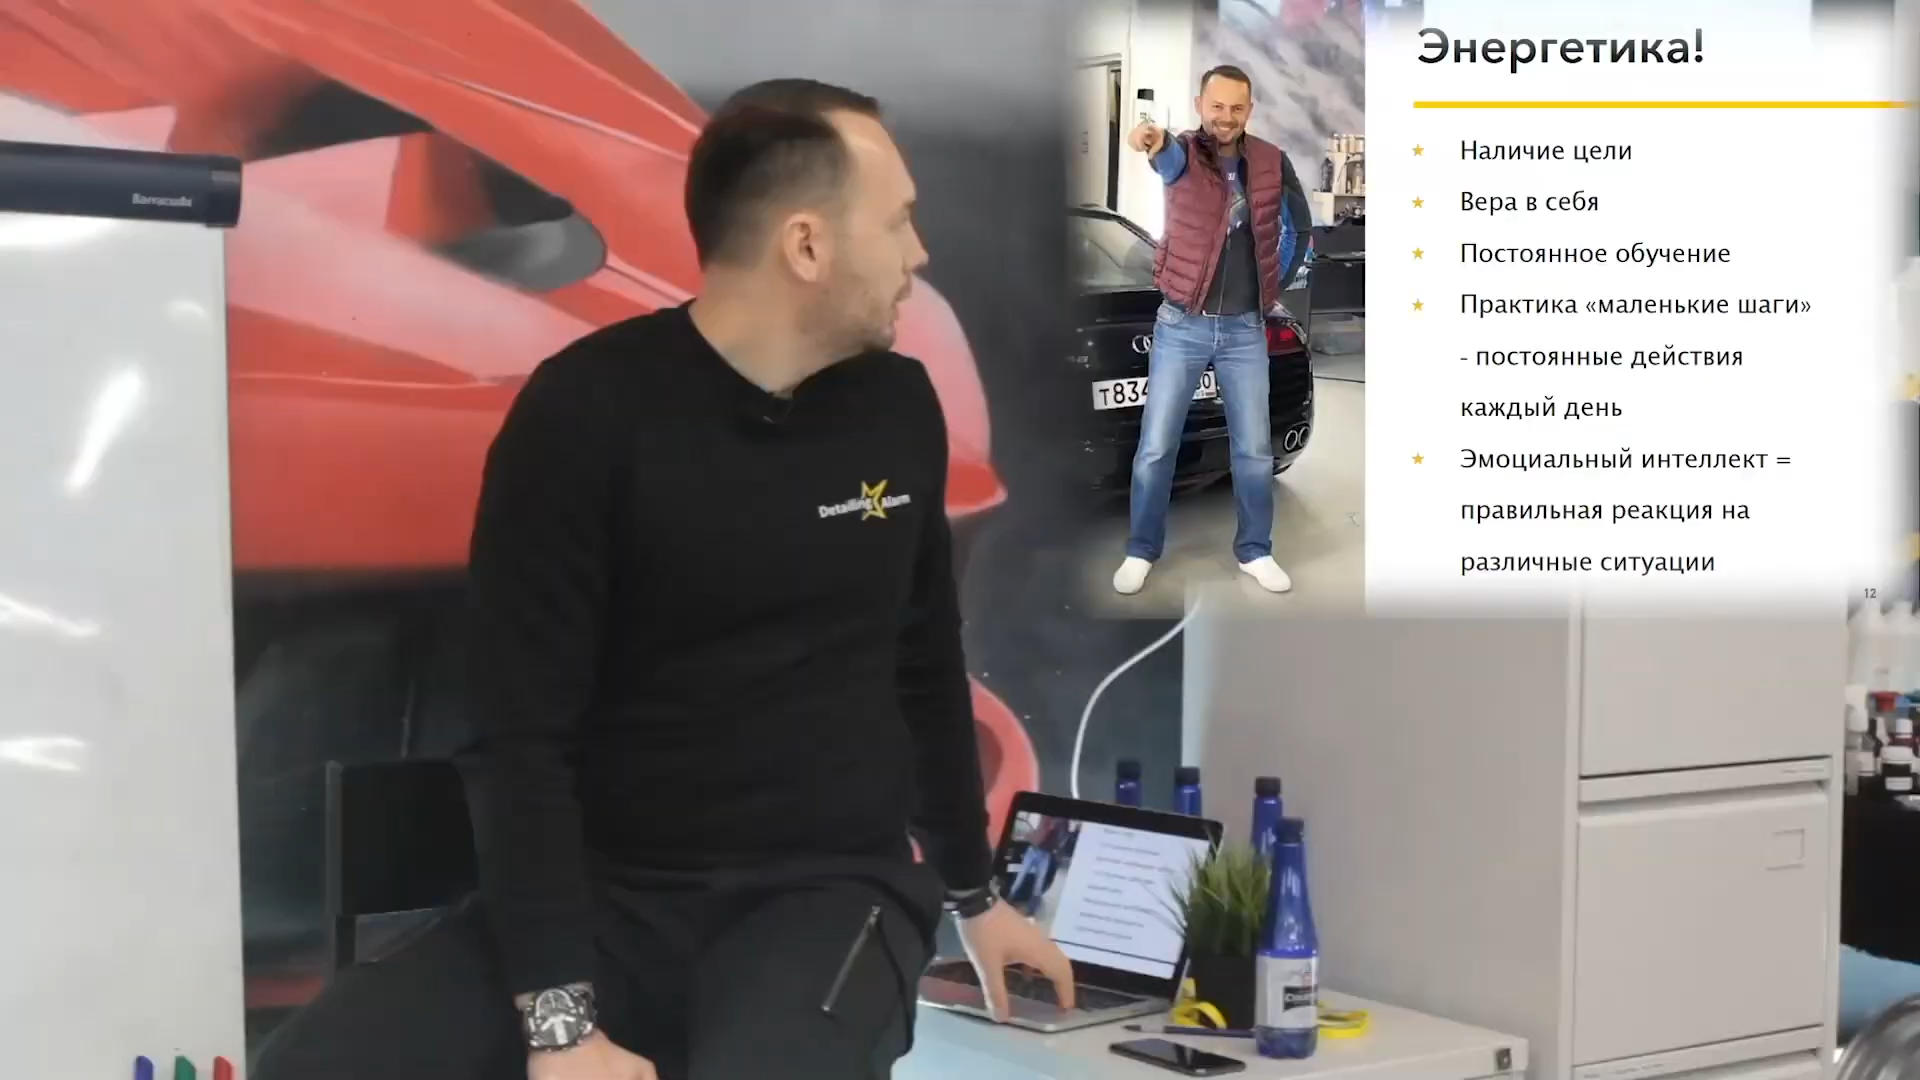 Энергетика!
Наличие цели
Вера в себя
Постоянное обучение
Практика «маленькие шаги»
- постоянные действия
каждый день
Эмоциальный интеллект =
правильная реакция на
различные ситуации
12
Т834
Barracuda
Detailing Alarm